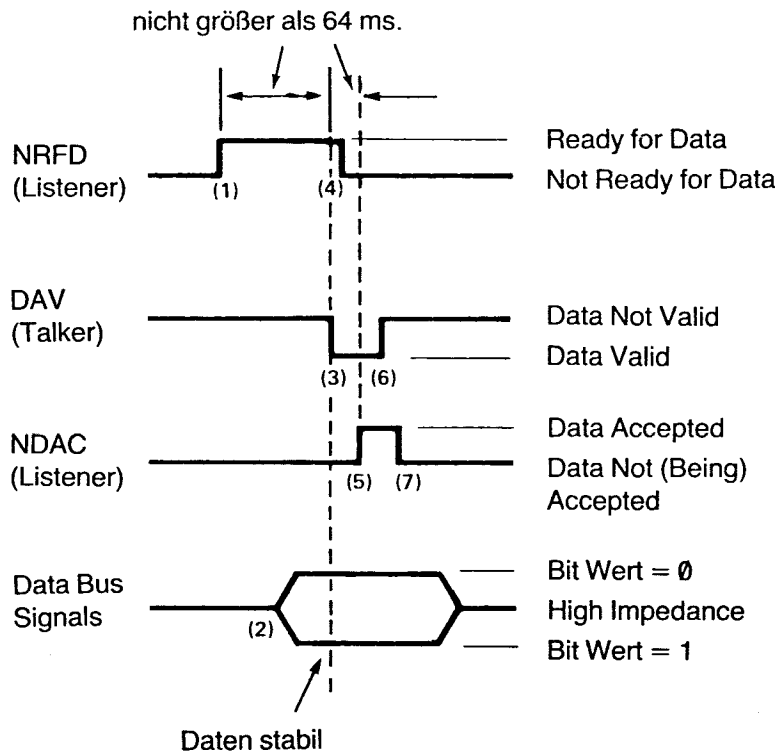 nicht größer als 64 ms.
NRFD
(Listener)
Ready for Data
Not Ready for Data
(1)
(4)
DAV
(Talker)
Data Not Valid
Data Valid
(3)
(6)
NDAC
(Listener)
Data Accepted
Data Not (Being)
Accepted
(5)
(7)
Data Bus
Signals
Bit Wert = 0
High Impedance
Bit Wert = 1
(2)
Daten stabil